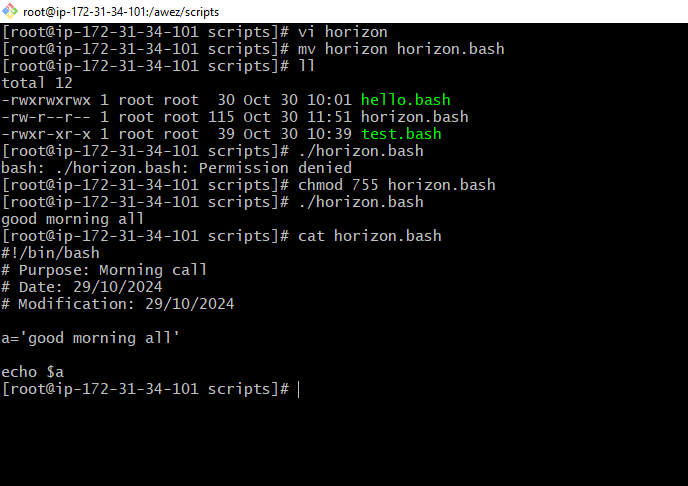 root@ip-172-31-34-101:/awez/scripts
[root@ip-172-31-34-101 scripts]# vi horizon
[root@ip-172-31-34-101 scripts]# mv horizon horizon.bash
[root@ip-172-31-34-101 scripts]# ll
total 12
-rwxrwxrwx 1 root root  30 Oct 30 10:01 hello.bash
-rw-r--r-- 1 root root 115 Oct 30 11:51 horizon.bash
-rwxr-xr-x 1 root root  39 Oct 30 10:39 test.bash
[root@ip-172-31-34-101 scripts]# ./horizon.bash
bash: ./horizon.bash: Permission denied
[root@ip-172-31-34-101 scripts]# chmod 755 horizon.bash
[root@ip-172-31-34-101 scripts]# ./horizon.bash
good morning all
[root@ip-172-31-34-101 scripts]# cat horizon.bash
#!/bin/bash
# Purpose: Morning call
# Date: 29/10/2024
# Modification: 29/10/2024

a='good morning all'

echo $a
[root@ip-172-31-34-101 scripts]#